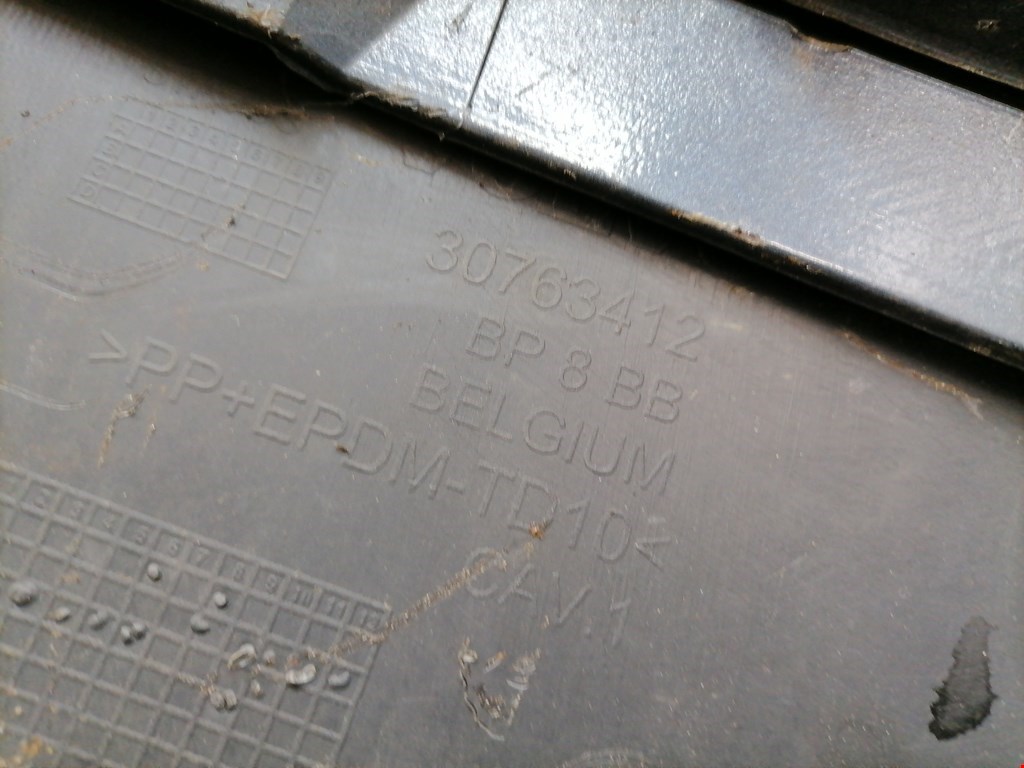 30763412
BP 8 BB
BELGIUM
>PP+EPDM-TD10<
CAV.1